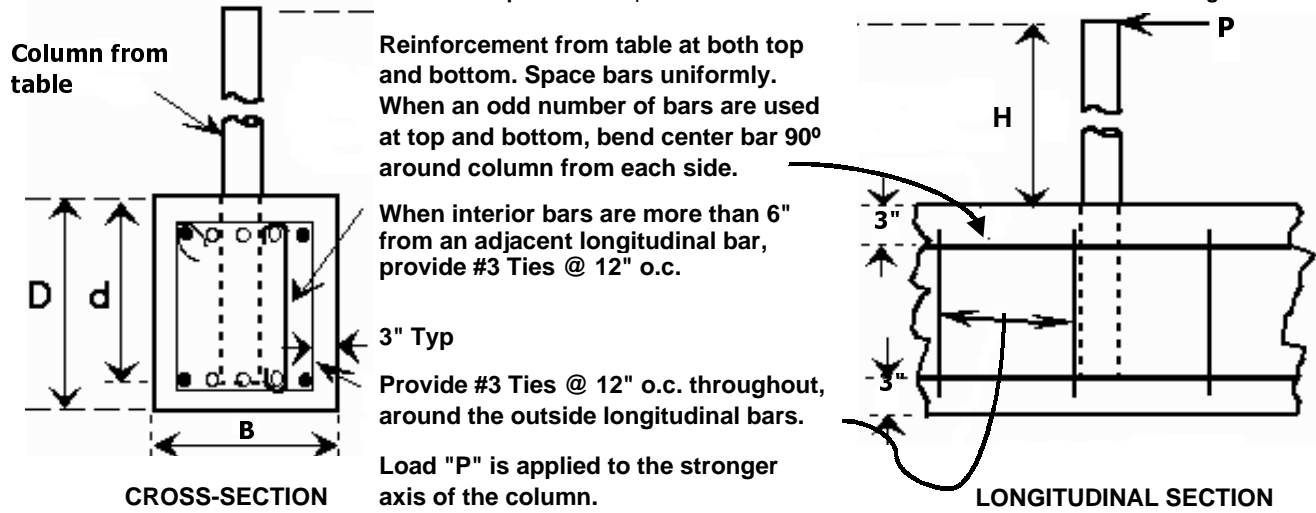 Column from
table
Reinforcement from table at both top
and bottom. Space bars uniformly.
When an odd number of bars are used
at top and bottom, bend center bar 90º
around column from each side.
When interior bars are more than 6"
from an adjacent longitudinal bar,
provide #3 Ties @ 12" o.c.
3" Typ
Provide #3 Ties @ 12" o.c. throughout,
around the outside longitudinal bars.
Load "P" is applied to the stronger
axis of the column.
D
d
B
CROSS-SECTION
P
H
3"
3"
LONGITUDINAL SECTION